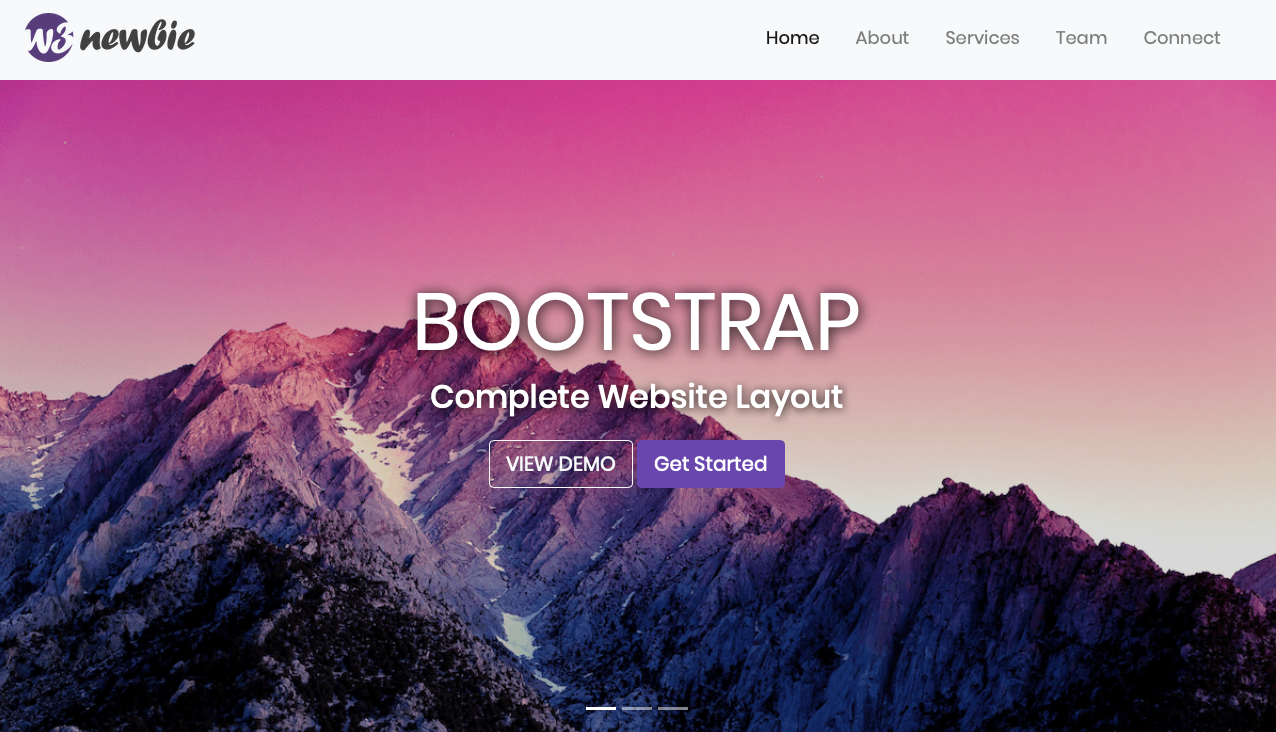 W3 newbie
Home About Services Team Connect
BOOTSTRAP
Complete Website Layout
VIEW DEMO Get Started